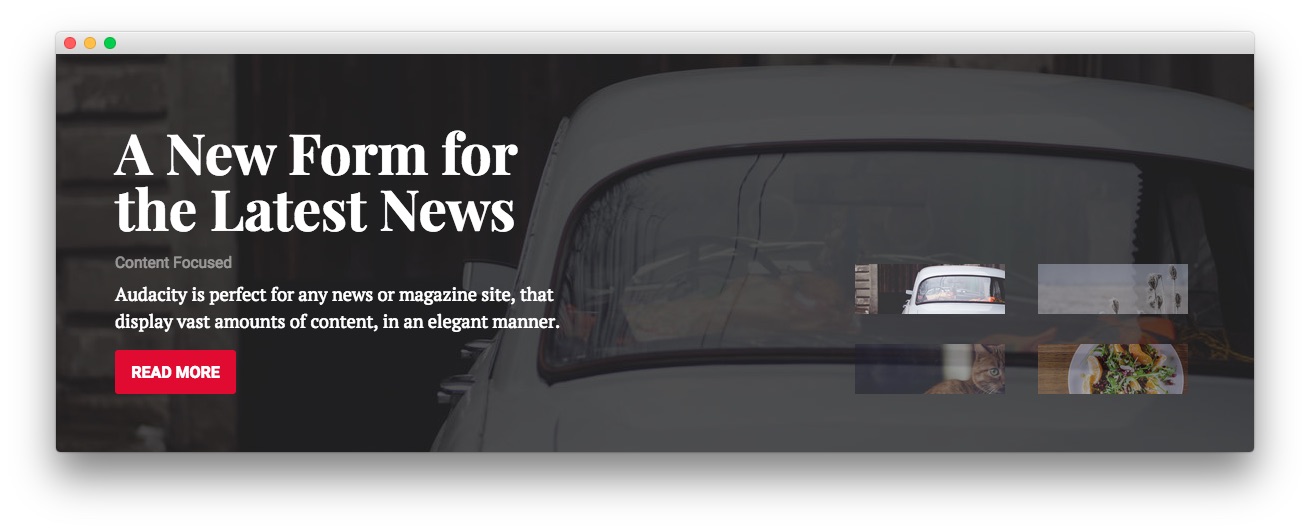 A New Form for
the Latest News
Content Focused
Audacity is perfect for any news or magazine site, that
display vast amounts of content, in an elegant manner.
READ MORE